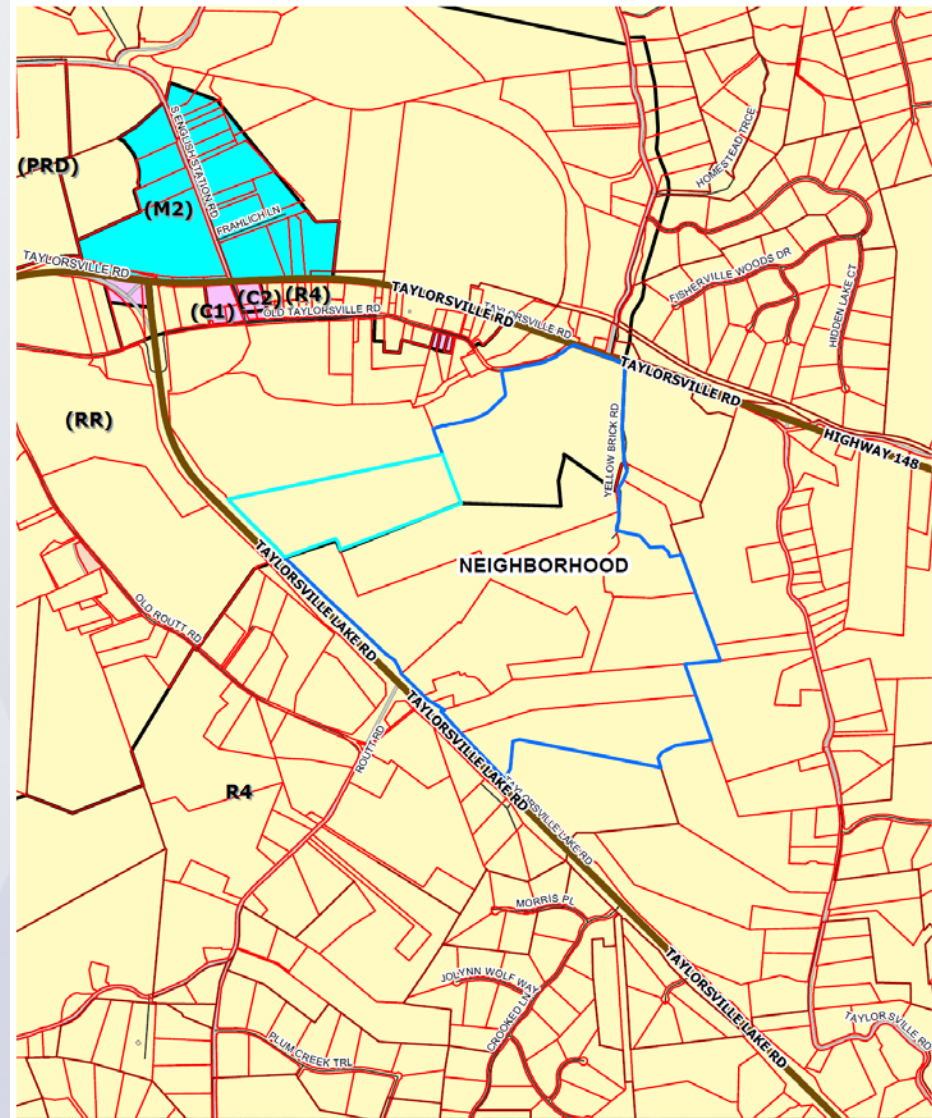 HOMESTEAD TRCE
(PRD)
S ENGLISH STATION RD
(M2)
FRAHLICH LN
FISHERVILLE WOODS DR
HIDDEN LAKE CT
TAYLORSVILLE RD
(C1)
(C2)
(R4)
TAYLORSVILLE RD
TAYLORSVILLE RD
OLD TAYLORSVILLE RD
TAYLORSVILLE RD
HIGHWAY 148
(RR)
YELLOW BRICK RD
NEIGHBORHOOD
TAYLORSVILLE LAKE RD
OLD ROUTT RD
ROUTT RD
TAYLORSVILLE LAKE RD
TAYLORSVILLE LAKE RD
R4
MORRIS PL
JOLYNN WOLF WAY
CROOKED LN
TAYLORSVILLE LAKE RD
TAYLORSVILLE RD
PLUM CREEK TRL